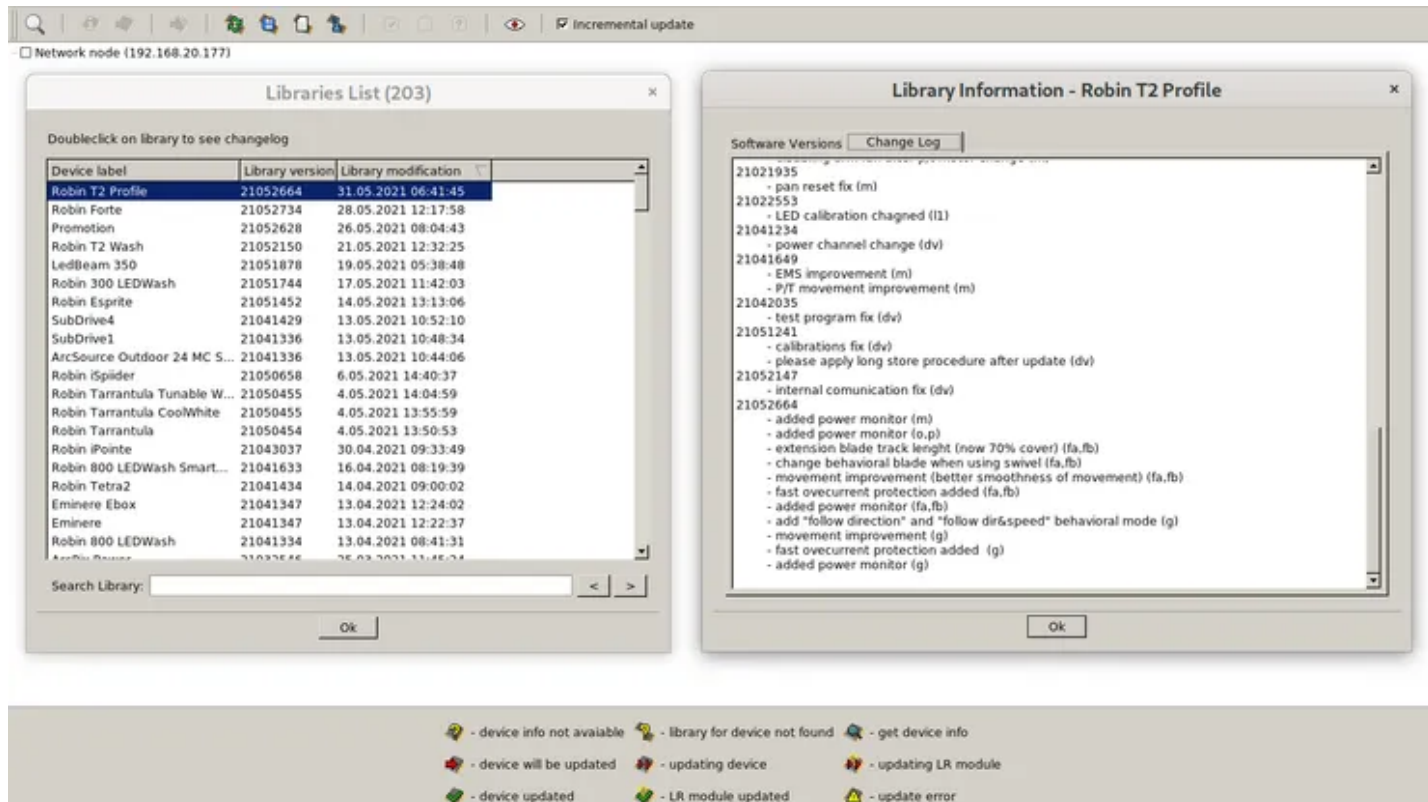 Incremental update
Network node (192.168.20.177)
Libraries List (203)
Doubleclick on library to see changelog
Device label Library version Library modification
Robin T2 Profile 21052664 31.05.2021 06:41:45
Robin Forte 21052734 28.05.2021 12:17:58
Promotion 21052628 26.05.2021 08:04:43
Robin T2 Wash 21052150 21.05.2021 12:32:25
LedBeam 350 21051878 19.05.2021 05:38:48
Robin 300 LEDWash 21051744 17.05.2021 11:42:03
Robin Esprite 21051452 14.05.2021 13:13:06
SubDrive4 21041429 13.05.2021 10:52:10
SubDrive1 21041336 13.05.2021 10:48:34
ArcSource Outdoor 24 MC S... 21041336 13.05.2021 10:44:06
Robin iSpiider 21050658 6.05.2021 14:40:37
Robin Tarrantula Tunable W... 21050455 4.05.2021 14:04:59
Robin Tarrantula CoolWhite 21050455 4.05.2021 13:55:59
Robin Tarrantula 21050454 4.05.2021 13:50:53
Robin iPointe 21043037 30.04.2021 09:33:49
Robin 800 LEDWash Smart... 21041633 16.04.2021 08:19:39
Robin Tetra2 21041434 14.04.2021 09:00:02
Eminere Ebox 21041347 13.04.2021 12:24:02
Eminere 21041347 13.04.2021 12:22:37
Robin 800 LEDWash 21041334 13.04.2021 08:41:31
Search Library: < >
Ok
Library Information - Robin T2 Profile
Software Versions Change Log
21021935
- pan reset fix (m)
21022553
- LED calibration chagned (l1)
21041234
- power channel change (dv)
21041649
- EMS improvement (m)
- P/T movement improvement (m)
21042035
- test program fix (dv)
21051241
- calibrations fix (dv)
- please apply long store procedure after update (dv)
21052147
- internal comunication fix (dv)
21052664
- added power monitor (m)
- added power monitor (o,p)
- extension blade track lenght (now 70% cover) (fa,fb)
- change behavioral blade when using swivel (fa,fb)
- movement improvement (better smoothness of movement) (fa,fb)
- fast ovecurrent protection added (fa,fb)
- added power monitor (fa,fb)
- add "follow direction" and "follow dir&speed" behavioral mode (g)
- movement improvement (g)
- fast ovecurrent protection added (g)
- added power monitor (g)
Ok
- device info not avaiable - library for device not found - get device info
- device will be updated - updating device - updating LR module
- device updated - LR module updated - update error